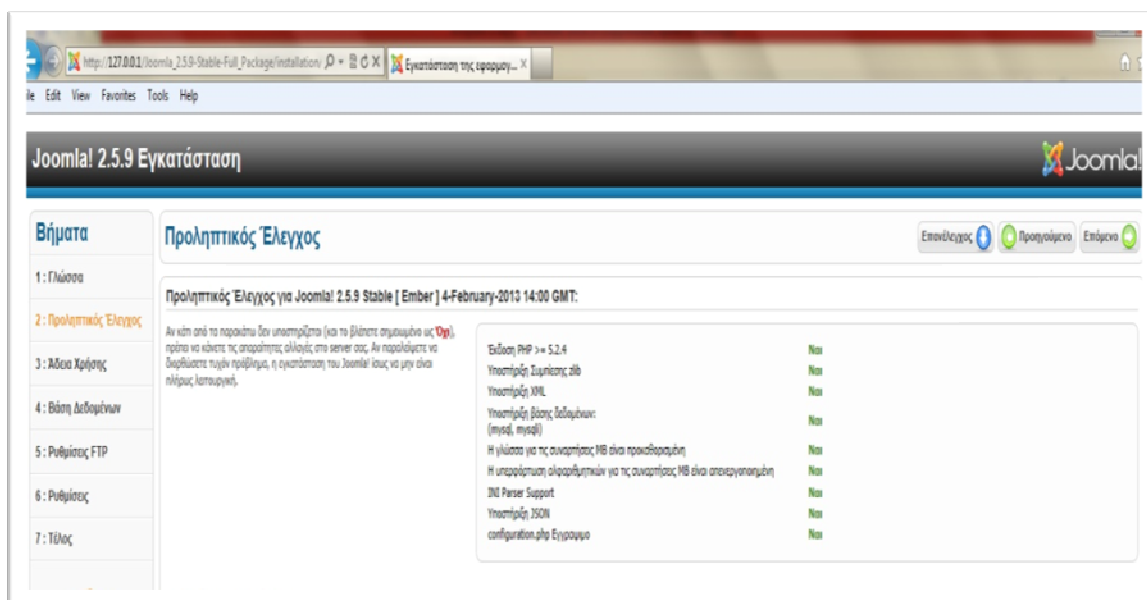 http://127.0.0.1/Joomla_2.5.9-Stable-Full_Package/installation/
Εγκατάσταση της εφαρμογ...
File Edit View Favorites Tools Help
Joomla! 2.5.9 Εγκατάσταση
Joomla!
Βήματα
1 : Γλώσσα
2 : Προληπτικός Έλεγχος
3 : Άδεια Χρήσης
4 : Βάση Δεδομένων
5 : Ρυθμίσεις FTP
6 : Ρυθμίσεις
7 : Τέλος
Προληπτικός Έλεγχος
Επανέλεγχος Προηγούμενο Επόμενο
Προληπτικός Έλεγχος για Joomla! 2.5.9 Stable [ Ember ] 4-February-2013 14:00 GMT:
Αν κάτι από τα παρακάτω δεν υποστηρίζεται (και το βλέπετε σημειωμένο ως Όχι),
πρέπει να κάνετε τις απαραίτητες αλλαγές στο server σας. Αν παραλείψετε να
διορθώσετε τυχόν πρόβλημα, η εγκατάσταση του Joomla! ίσως να μην είναι
πλήρως λειτουργική.
Έκδοση PHP >= 5.2.4 Ναι
Υποστήριξη Συμπίεσης zlib Ναι
Υποστήριξη XML Ναι
Υποστήριξη βάσης δεδομένων: Ναι
(mysql, mysqli)
Η γλώσσα για τις συναρτήσεις MB είναι προκαθορισμένη Ναι
Η υπερφόρτωση αλφαριθμητικών για τις συναρτήσεις MB είναι απενεργοποιημένη Ναι
INI Parser Support Ναι
Υποστήριξη JSON Ναι
configuration.php Εγγράψιμο Ναι